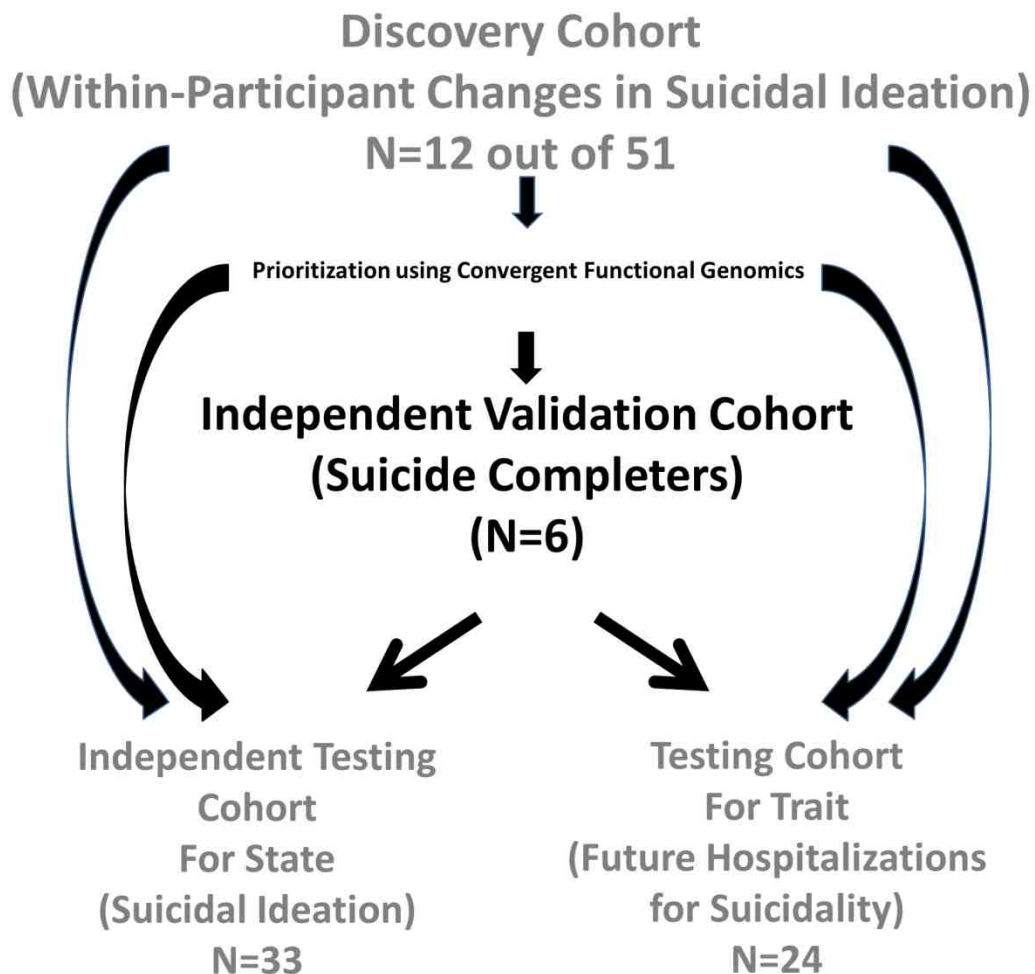 Discovery Cohort
(Within-Participant Changes in Suicidal Ideation)
N=12 out of 51
Prioritization using Convergent Functional Genomics
Independent Validation Cohort
(Suicide Completers)
(N=6)
Independent Testing
Cohort
For State
(Suicidal Ideation)
N=33
Testing Cohort
For Trait
(Future Hospitalizations
for Suicidality)
N=24